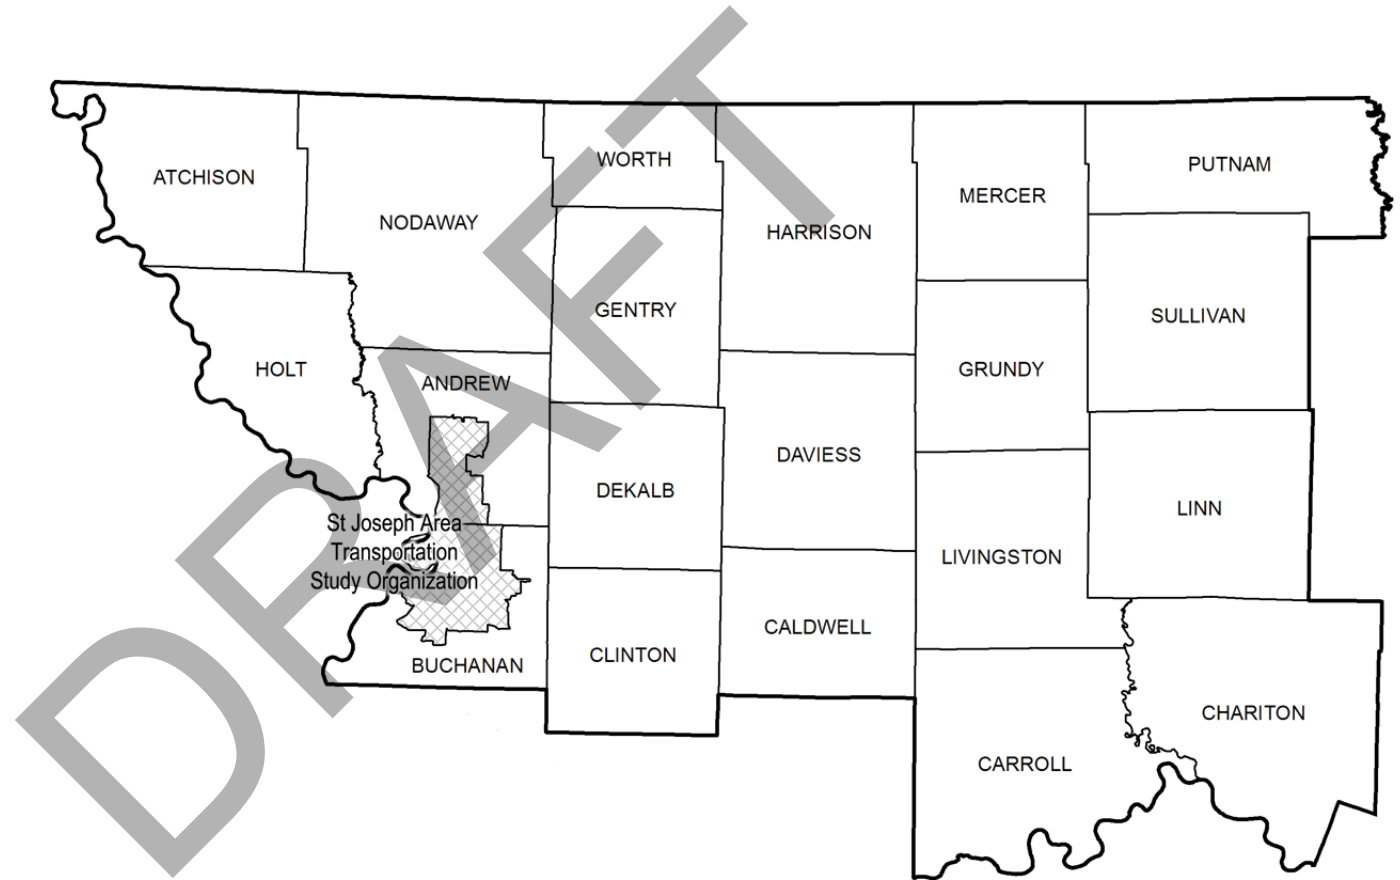 DRAFT
WORTH
PUTNAM
ATCHISON
MERCER
NODAWAY
HARRISON
GENTRY
SULLIVAN
HOLT
GRUNDY
ANDREW
DAVIESS
DEKALB
LINN
St Joseph Area
Transportation
Study Organization
LIVINGSTON
CALDWELL
CLINTON
BUCHANAN
CHARITON
CARROLL